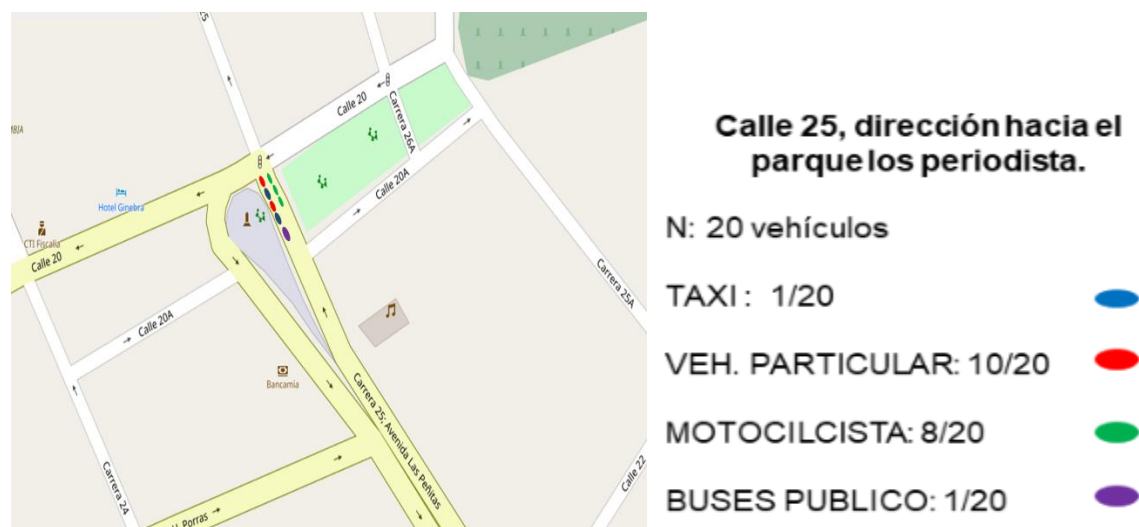 Calle 20
Carrera 26A
Calle 20A
Hotel Ginebra
CTI Fiscalía
Calle 20
Carrera 25A
Calle 20A
Bancamía
Carrera 25; Avenida Las Peñitas
Carrera 24
Porras
Calle 22
Calle 25, dirección hacia el
parque los periodista.
N: 20 vehículos
TAXI : 1/20
VEH. PARTICULAR: 10/20
MOTOCILCISTA: 8/20
BUSES PUBLICO: 1/20